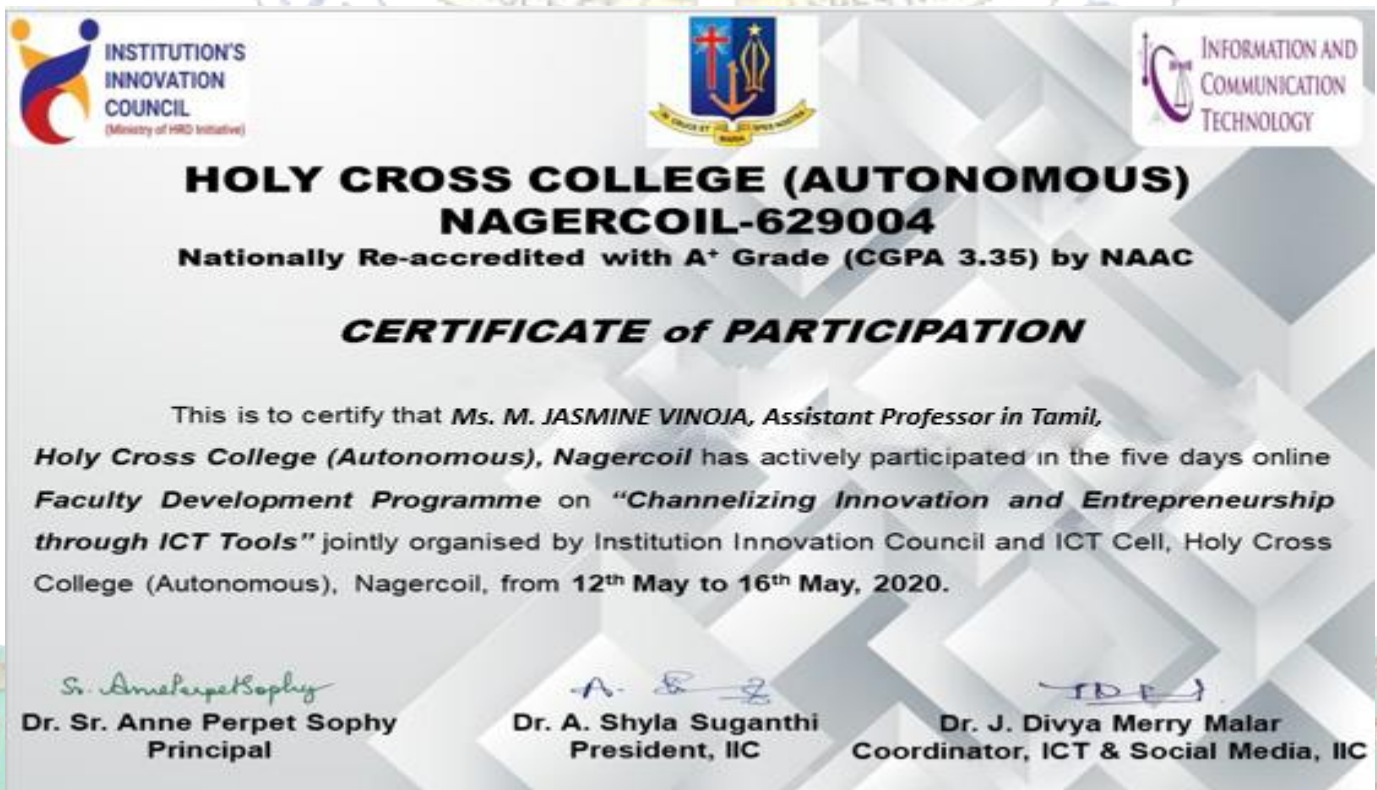 INSTITUTION'S
INNOVATION
COUNCIL
(Ministry of HRD Initiative)
INFORMATION AND
COMMUNICATION
TECHNOLOGY
HOLY CROSS COLLEGE (AUTONOMOUS)
NAGERCOIL-629004
Nationally Re-accredited with A⁺ Grade (CGPA 3.35) by NAAC
CERTIFICATE of PARTICIPATION
This is to certify that Ms. M. JASMINE VINOJA, Assistant Professor in Tamil,
Holy Cross College (Autonomous), Nagercoil has actively participated in the five days online
Faculty Development Programme on "Channelizing Innovation and Entrepreneurship
through ICT Tools" jointly organised by Institution Innovation Council and ICT Cell, Holy Cross
College (Autonomous), Nagercoil, from 12th May to 16th May, 2020.
Sr. AnnePerpetSophy
Dr. Sr. Anne Perpet Sophy
Principal
Dr. A. Shyla Suganthi
President, IIC
Dr. J. Divya Merry Malar
Coordinator, ICT & Social Media, IIC